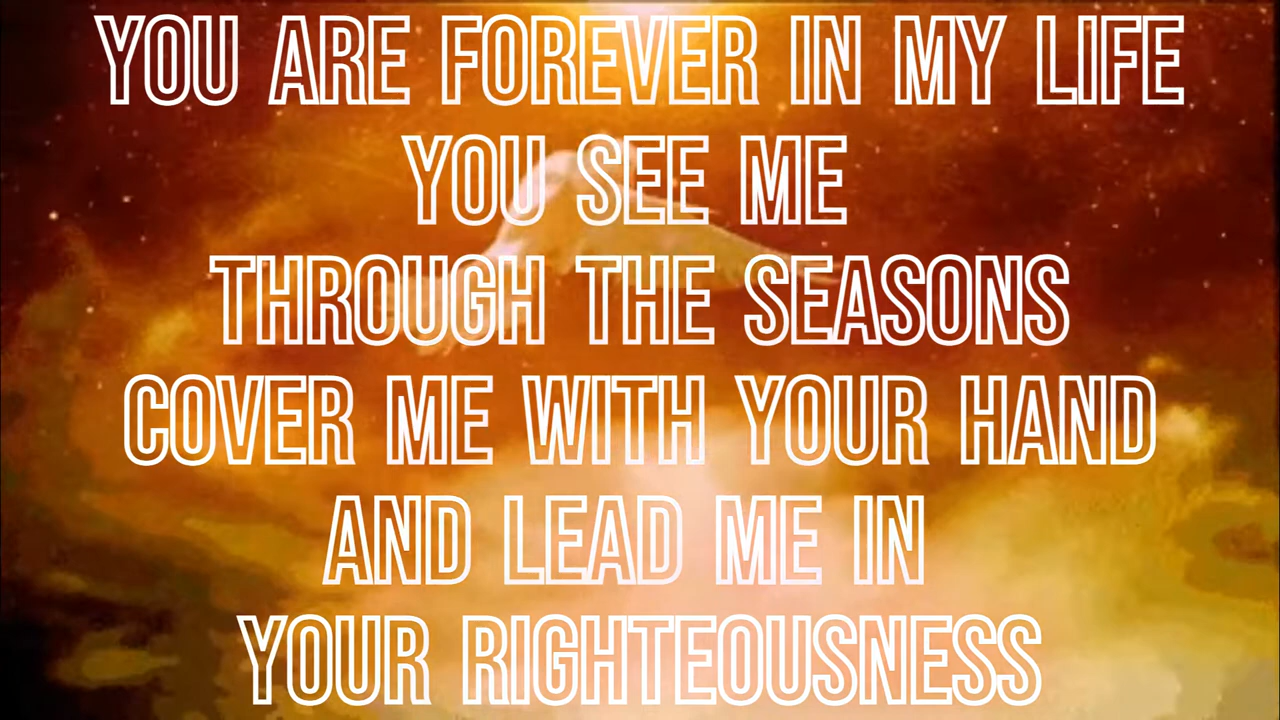 YOU ARE FOREVER IN MY LIFE
YOU SEE ME
THROUGH THE SEASONS
COVER ME WITH YOUR HAND
AND LEAD ME IN
YOUR RIGHTEOUSNESS